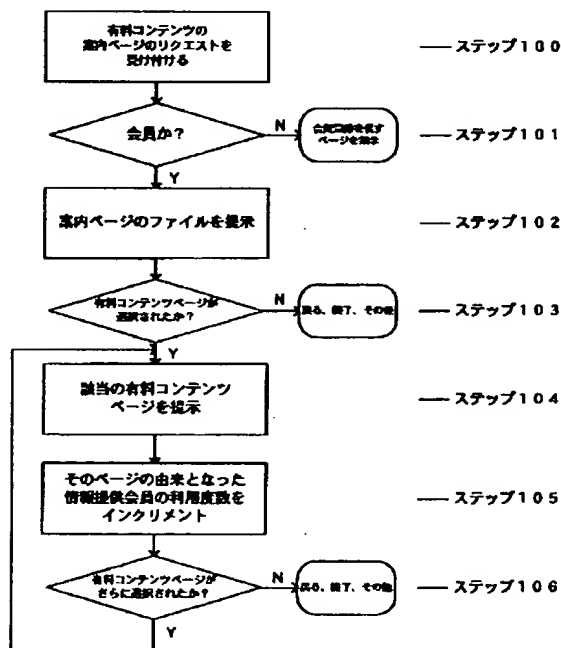 有料コンテンツの
案内ページのリクエストを
受け付ける
ステップ100
会員か?
N
ページを提示
ステップ101
Y
案内ページのファイルを提示
ステップ102
有料コンテンツページが
選択されたか?
N
戻る、終了、その他
ステップ103
Y
該当の有料コンテンツ
ページを提示
ステップ104
そのページの由来となった
情報提供会員の利用度数を
インクリメント
ステップ105
有料コンテンツページが
さらに選択されたか?
N
戻る、終了、その他
ステップ106
Y